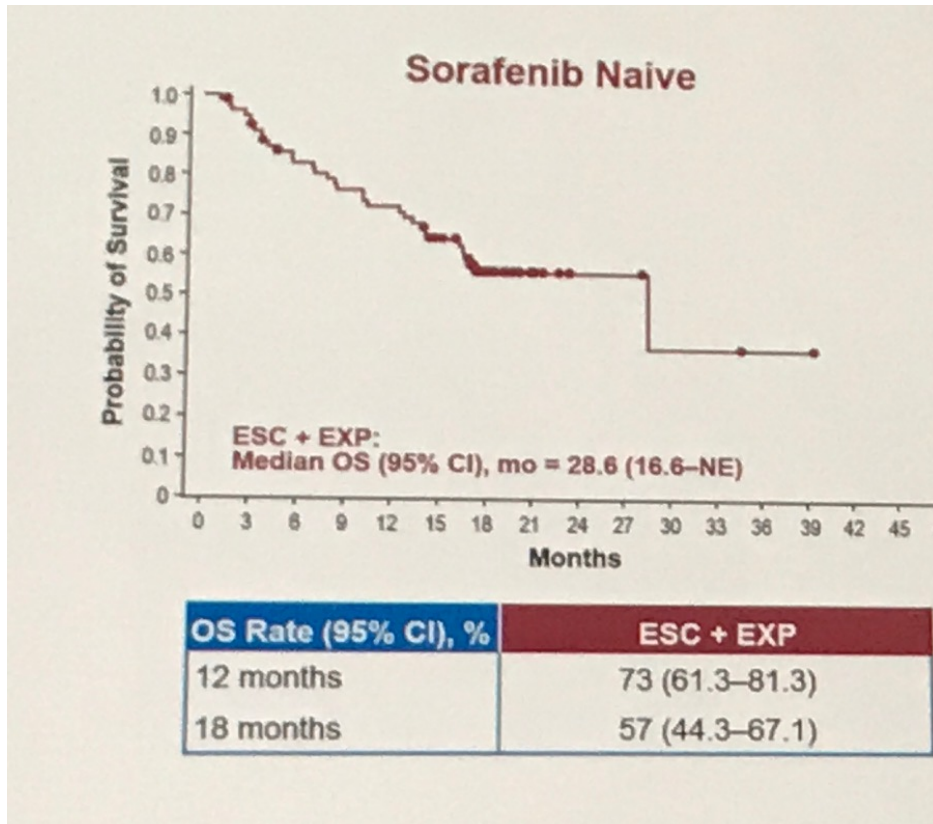 Sorafenib Naive
Probability of Survival
1.0
0.9
0.8
0.7
0.6
0.5
0.4
0.3
0.2
0.1
0
ESC + EXP:
Median OS (95% CI), mo = 28.6 (16.6–NE)
0 3 6 9 12 15 18 21 24 27 30 33 36 39 42 45
Months
OS Rate (95% CI), % ESC + EXP
12 months 73 (61.3–81.3)
18 months 57 (44.3–67.1)